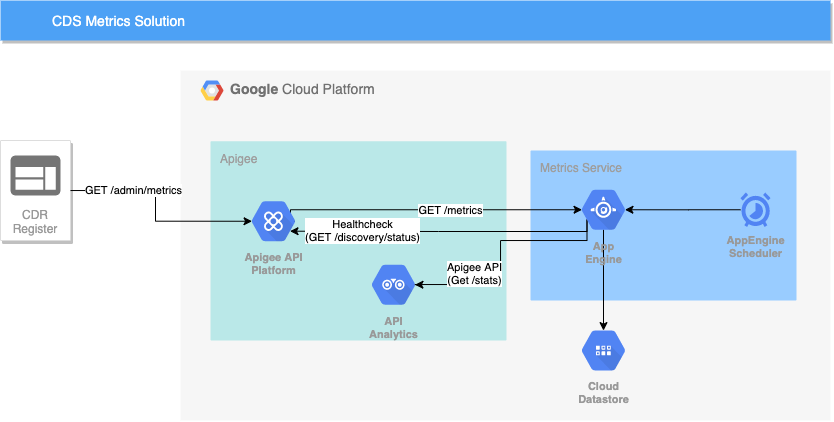 CDS Metrics Solution
Google Cloud Platform
Apigee
Metrics Service
CDR
Register
GET /admin/metrics
GET /metrics
Healthcheck
(GET /discovery/status)
Apigee API
Platform
App
Engine
AppEngine
Scheduler
Apigee API
(Get /stats)
API
Analytics
Cloud
Datastore